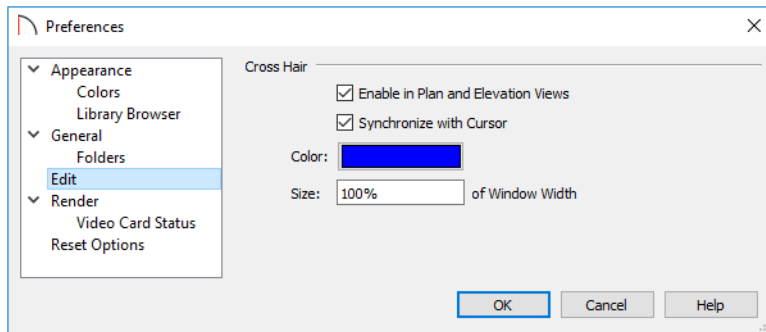 Preferences
Appearance
Colors
Library Browser
General
Folders
Edit
Render
Video Card Status
Reset Options
Cross Hair
Enable in Plan and Elevation Views
Synchronize with Cursor
Color:
Size: 100% of Window Width
OK Cancel Help